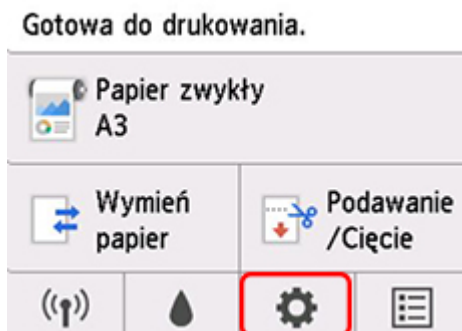 Gotowa do drukowania.
Papier zwykły
A3
Wymień
papier
Podawanie
/Cięcie